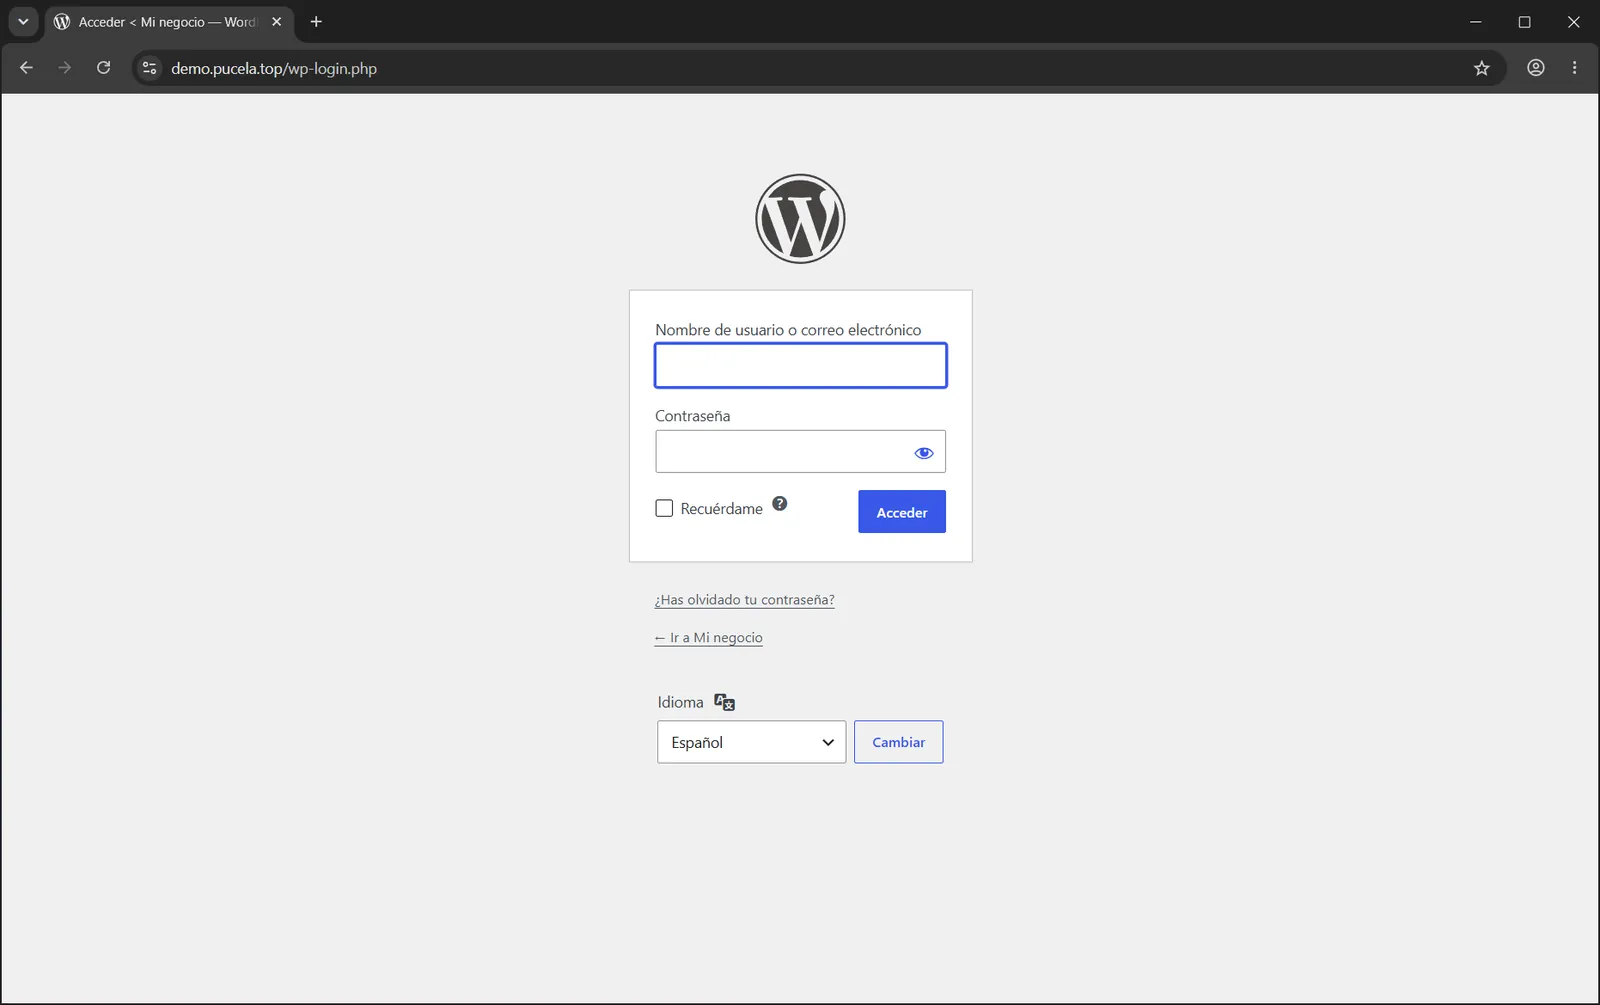 Acceder < Mi negocio — Word
demo.pucela.top/wp-login.php
Nombre de usuario o correo electrónico
Contraseña
Recuérdame ?
Acceder
¿Has olvidado tu contraseña?
← Ir a Mi negocio
Idioma
Español
Cambiar